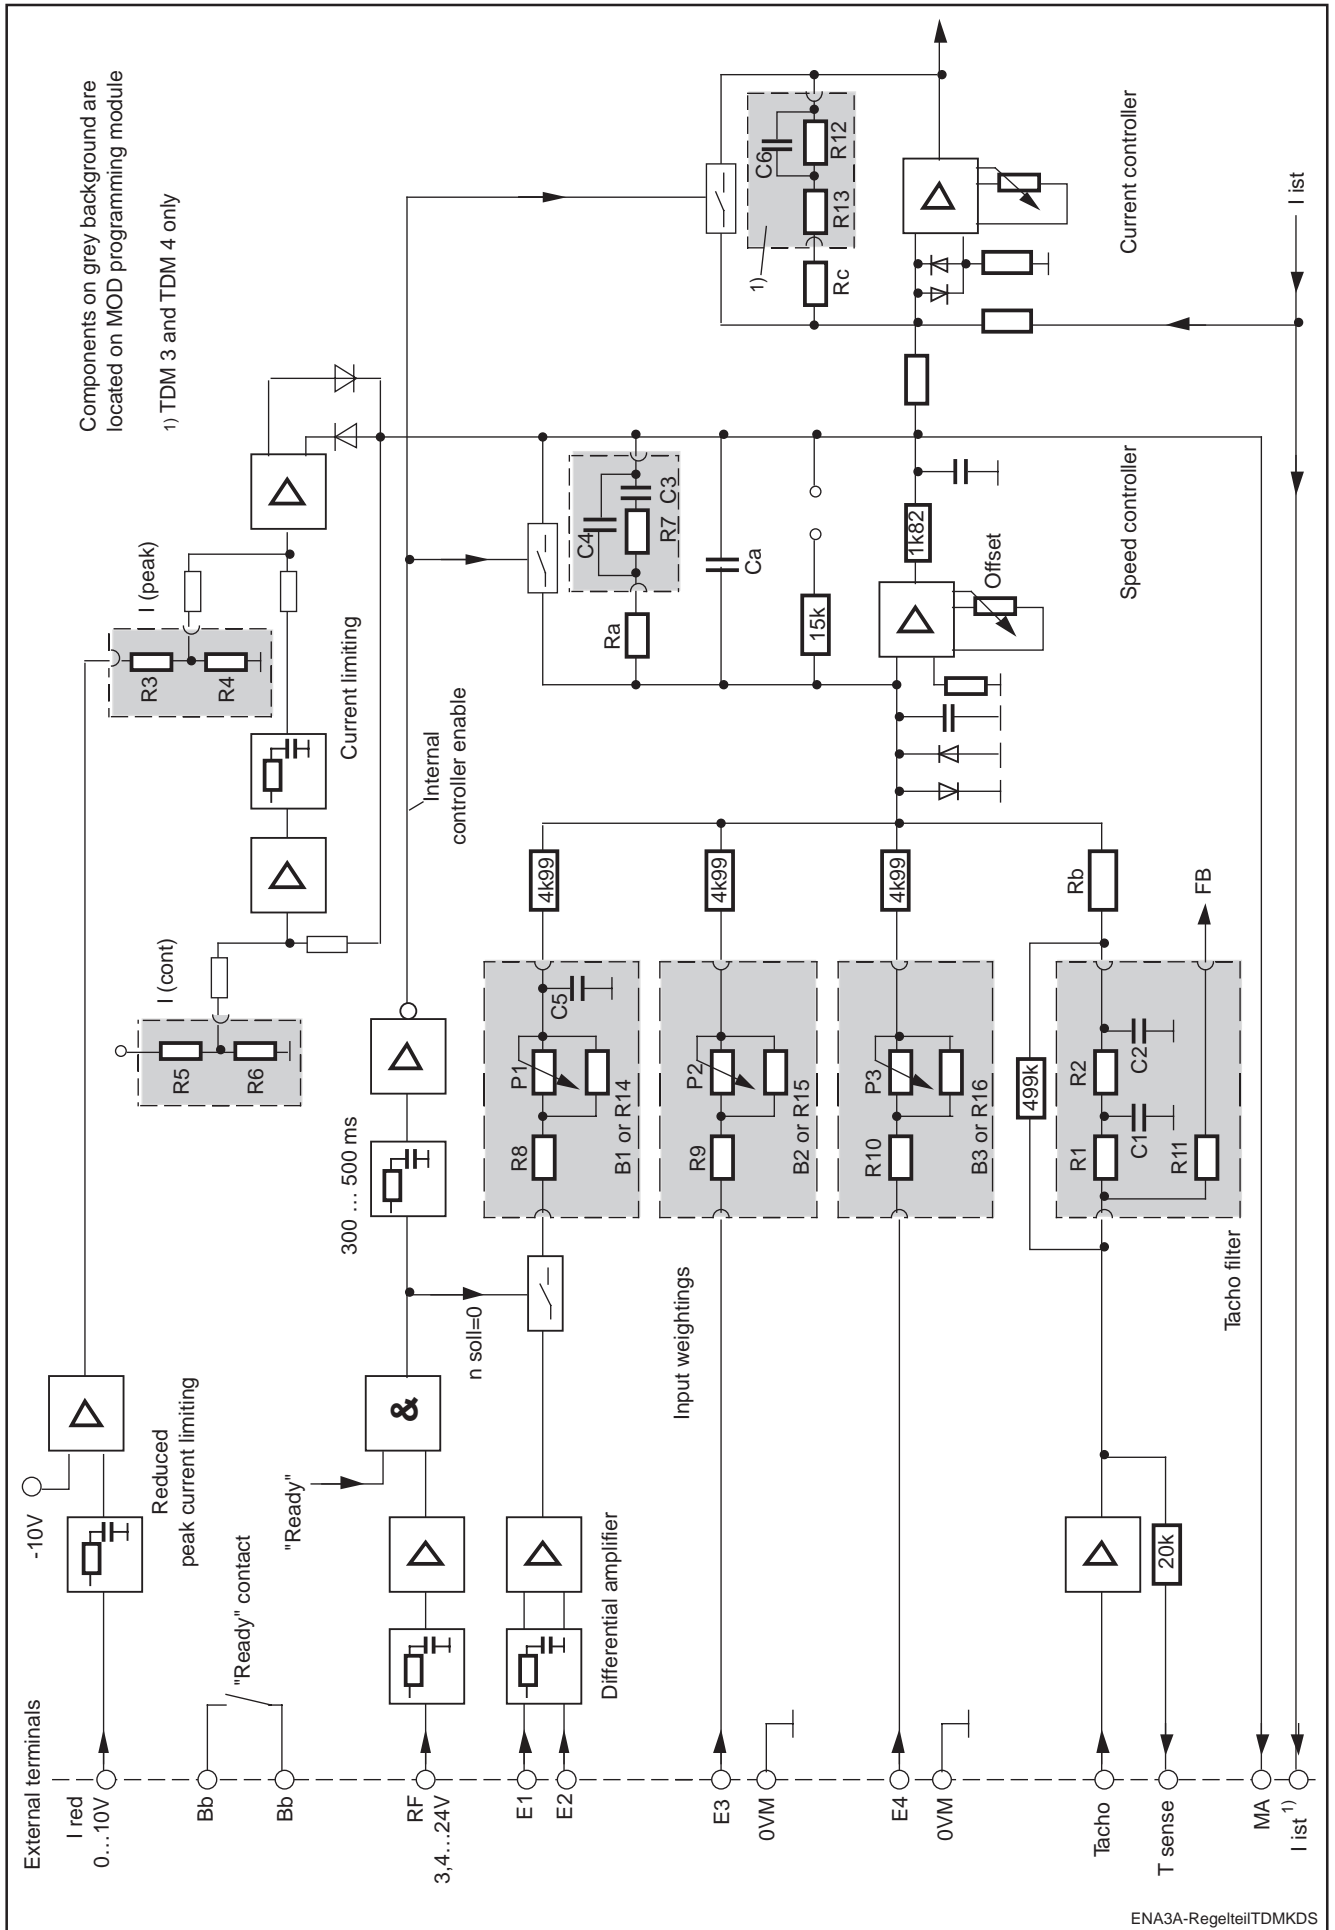 Components on grey background are
located on MOD programming module
1) TDM 3 and TDM 4 only
External terminals
I red
0...10V
-10V
Reduced
peak current limiting
R3
R4
I (peak)
Current limiting
I (cont)
R5
R6
Bb
Bb
"Ready" contact
RF
3,4...24V
"Ready"
&
300 ... 500 ms
Internal
controller enable
n soll=0
E1
E2
Differential amplifier
R8
P1
C5
B1 or R14
4k99
E3
0VM
Input weightings
R9
P2
B2 or R15
4k99
E4
0VM
R10
P3
B3 or R16
4k99
Tacho
T sense
20k
Tacho filter
499k
R1
C1
R2
C2
R11
FB
Rb
Ra
C4
R7
C3
Ca
15k
1k82
Offset
Speed controller
1)
Rc
R13
C6
R12
Current controller
I ist
MA
I ist 1)
ENA3A-RegelteilTDMKDS